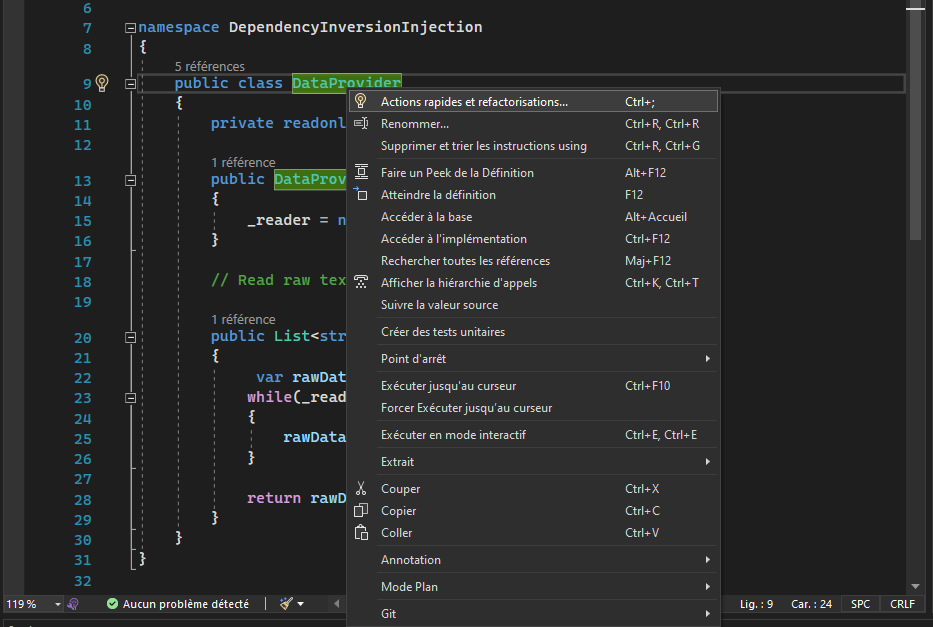 6
7 namespace DependencyInversionInjection
8 {
5 références
9 public class DataProvider
10 {
11 private readonl
12
1 référence
13 public DataProv
14 {
15 _reader = n
16 }
17
18 // Read raw tex
19
1 référence
20 public List<str
21 {
22 var rawDat
23 while(_read
24 {
25 rawData
26 }
27
28 return rawD
29 }
30 }
31 }
32
Actions rapides et refactorisations... Ctrl+;
Renommer... Ctrl+R, Ctrl+R
Supprimer et trier les instructions using Ctrl+R, Ctrl+G
Faire un Peek de la Définition Alt+F12
Atteindre la définition F12
Accéder à la base Alt+Accueil
Accéder à l'implémentation Ctrl+F12
Rechercher toutes les références Maj+F12
Afficher la hiérarchie d'appels Ctrl+K, Ctrl+T
Suivre la valeur source
Créer des tests unitaires
Point d'arrêt
Exécuter jusqu'au curseur Ctrl+F10
Forcer Exécuter jusqu'au curseur
Exécuter en mode interactif Ctrl+E, Ctrl+E
Extrait
Couper Ctrl+X
Copier Ctrl+C
Coller Ctrl+V
Annotation
Mode Plan
Git
119 % Aucun problème détecté Lig. : 9 Car. : 24 SPC CRLF